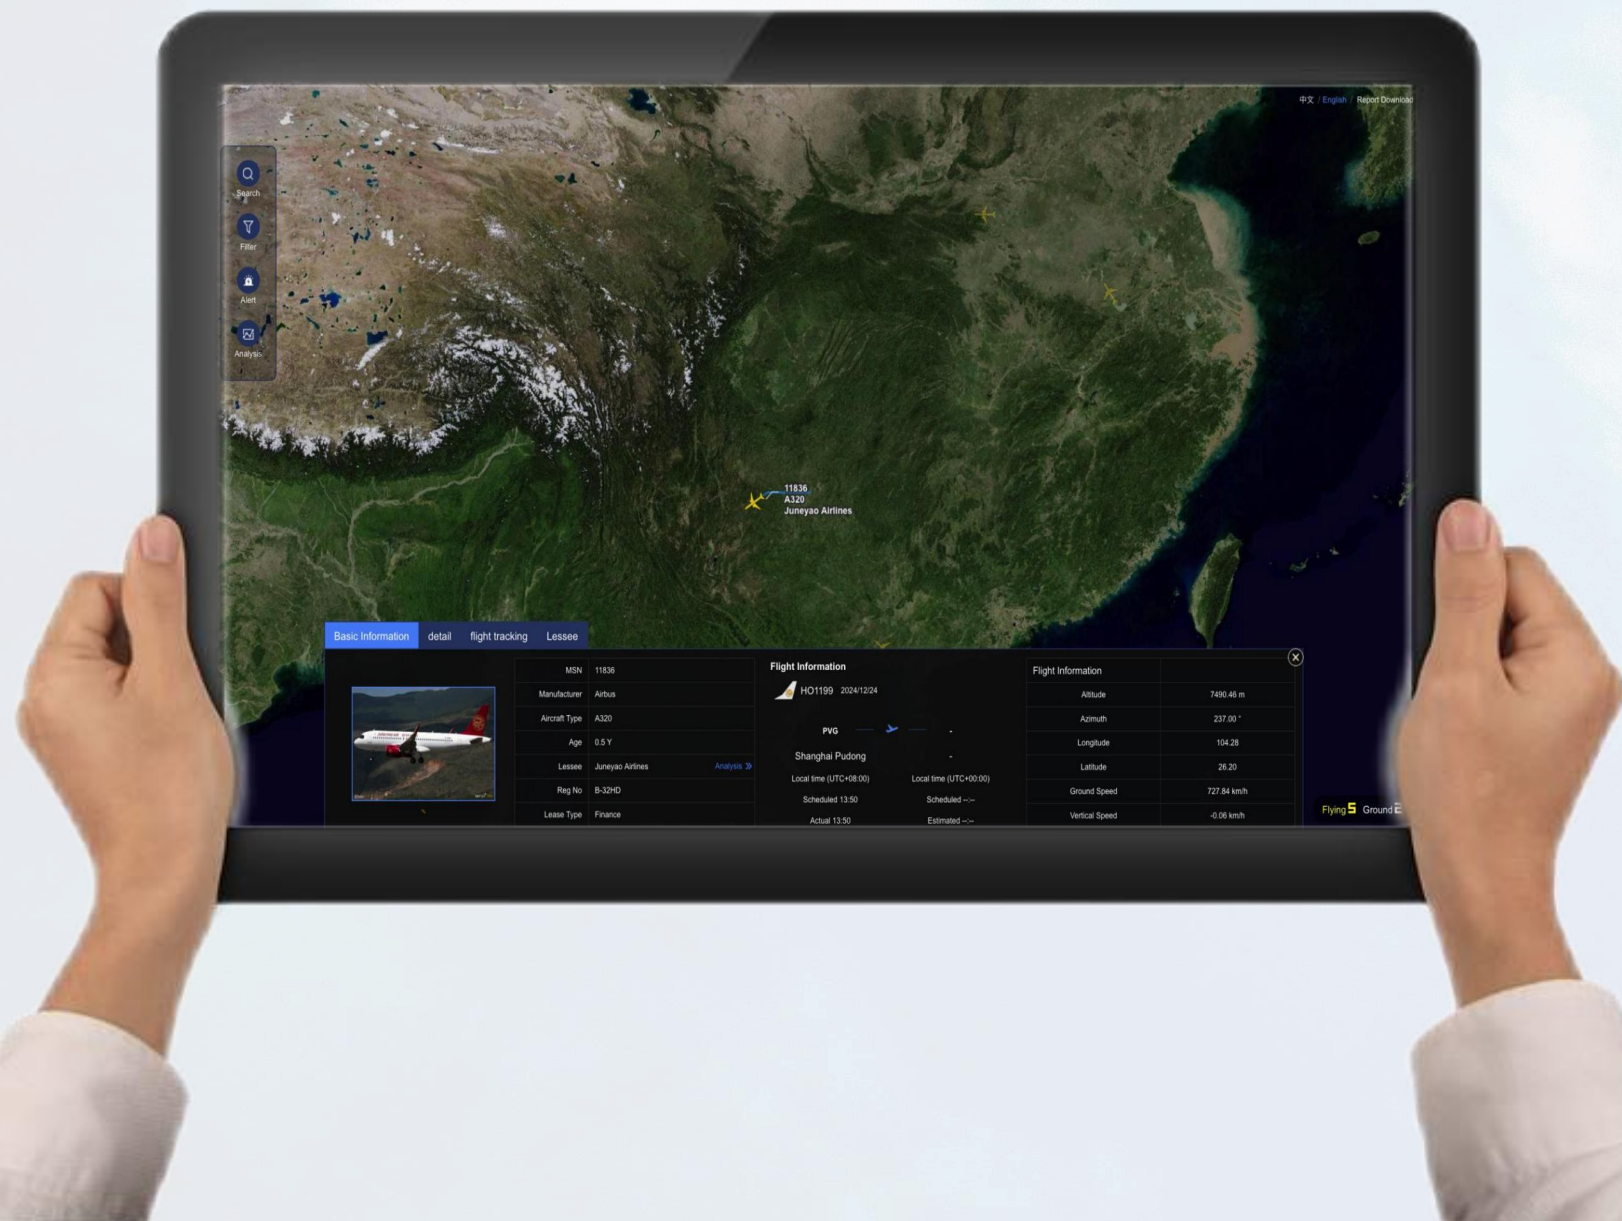 中文 / English / Report Download
Search
Filter
Alert
Analysis
11836
A320
Juneyao Airlines
Basic Information detail flight tracking Lessee
MSN 11836
Manufacturer Airbus
Aircraft Type A320
Age 0.5 Y
Lessee Juneyao Airlines Analysis
Reg No B-32HD
Lease Type Finance
Flight Information
HO1199 2024/12/24
PVG -
Shanghai Pudong -
Local time (UTC+08:00) Local time (UTC+00:00)
Scheduled 13:50 Scheduled --:--
Actual 13:50 Estimated --:--
Flight Information
Altitude 7490.46 m
Azimuth 237.00 °
Longitude 104.28
Latitude 26.20
Ground Speed 727.84 km/h
Vertical Speed -0.06 km/h
Flying 5 Ground